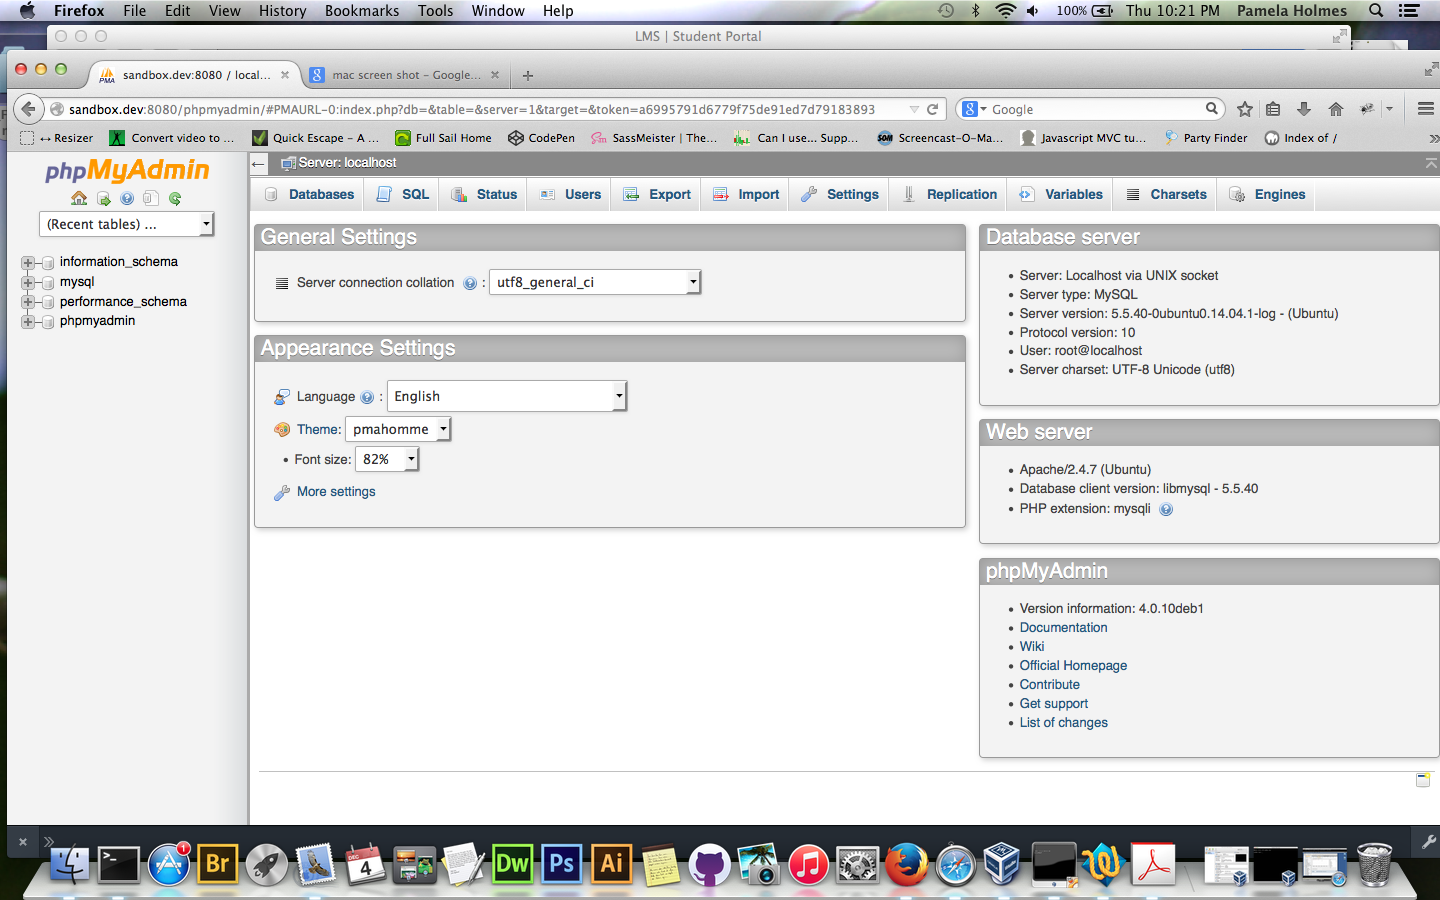 Firefox File Edit View History Bookmarks Tools Window Help 100% Thu 10:21 PM Pamela Holmes
LMS | Student Portal
sandbox.dev:8080 / local... mac screen shot - Google...
sandbox.dev:8080/phpmyadmin/#PMAURL-0:index.php?db=&table=&server=1&target=&token=a6995791d6779f75de91ed7d79183893 Google
Resizer Convert video to ... Quick Escape - A ... Full Sail Home CodePen SassMeister | The... Can I use... Supp... Screencast-O-Ma... Javascript MVC tu... Party Finder Index of /
phpMyAdmin
(Recent tables) ...
information_schema
mysql
performance_schema
phpmyadmin
Server: localhost
Databases SQL Status Users Export Import Settings Replication Variables Charsets Engines
General Settings
Server connection collation : utf8_general_ci
Appearance Settings
Language : English
Theme: pmahomme
• Font size: 82%
More settings
Database server
• Server: Localhost via UNIX socket
• Server type: MySQL
• Server version: 5.5.40-0ubuntu0.14.04.1-log - (Ubuntu)
• Protocol version: 10
• User: root@localhost
• Server charset: UTF-8 Unicode (utf8)
Web server
• Apache/2.4.7 (Ubuntu)
• Database client version: libmysql - 5.5.40
• PHP extension: mysqli
phpMyAdmin
• Version information: 4.0.10deb1
• Documentation
• Wiki
• Official Homepage
• Contribute
• Get support
• List of changes
1 Br DEC 4 Dw Ps Ai